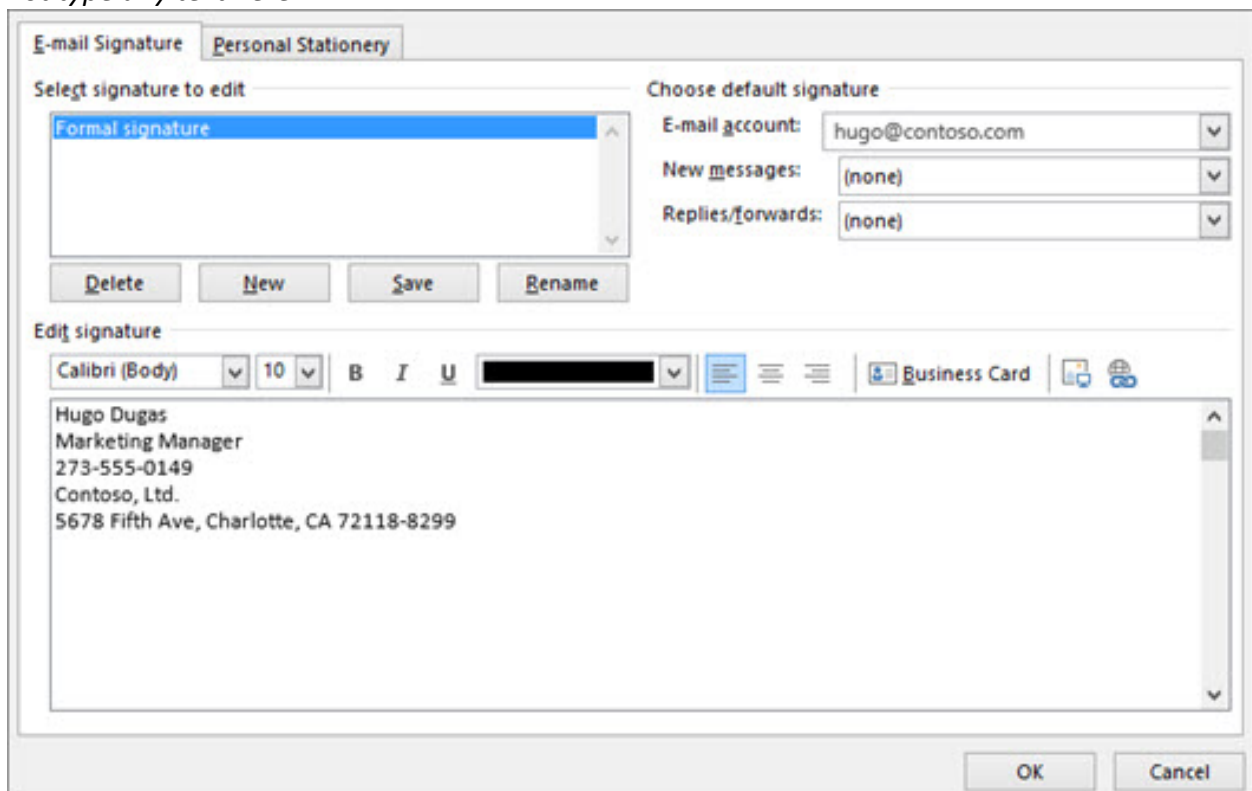 E-mail Signature Personal Stationery
Select signature to edit
Choose default signature
Formal signature
E-mail account: hugo@contoso.com
New messages: (none)
Replies/forwards: (none)
Delete New Save Rename
Edit signature
Calibri (Body) 10 B I U Business Card
Hugo Dugas
Marketing Manager
273-555-0149
Contoso, Ltd.
5678 Fifth Ave, Charlotte, CA 72118-8299
OK Cancel